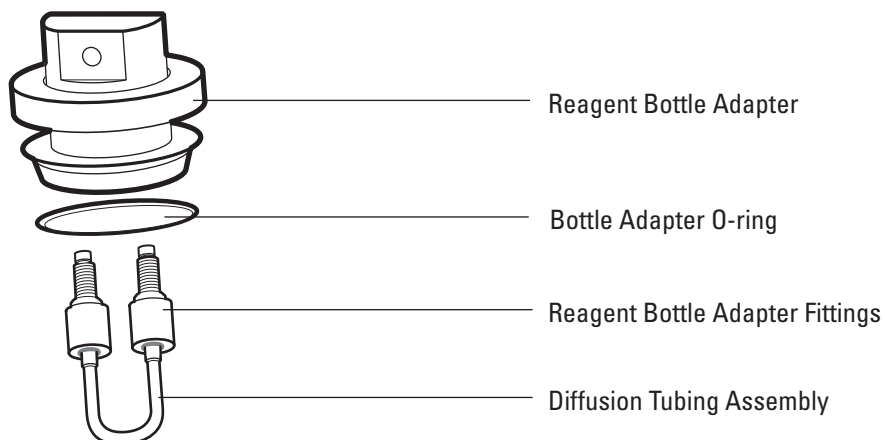 Reagent Bottle Adapter
Bottle Adapter O-ring
Reagent Bottle Adapter Fittings
Diffusion Tubing Assembly